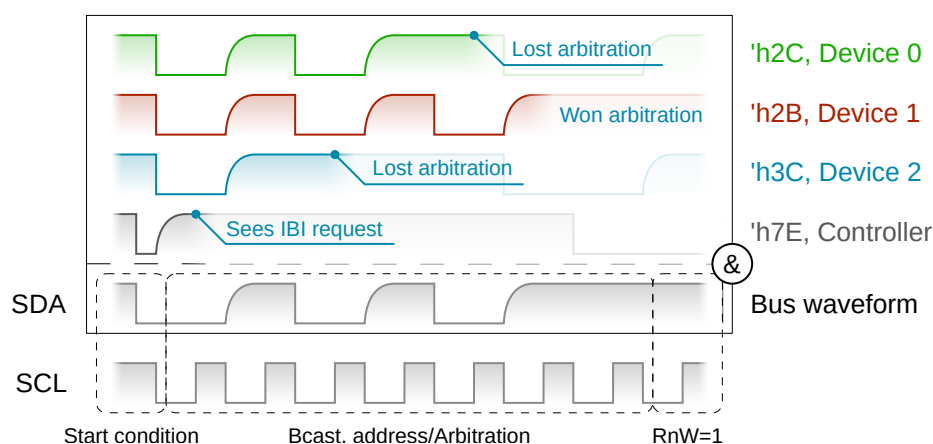 Lost arbitration
'h2C, Device 0
Won arbitration
'h2B, Device 1
Lost arbitration
'h3C, Device 2
Sees IBI request
'h7E, Controller
&
SDA
Bus waveform
SCL
Start condition
Bcast. address/Arbitration
RnW=1